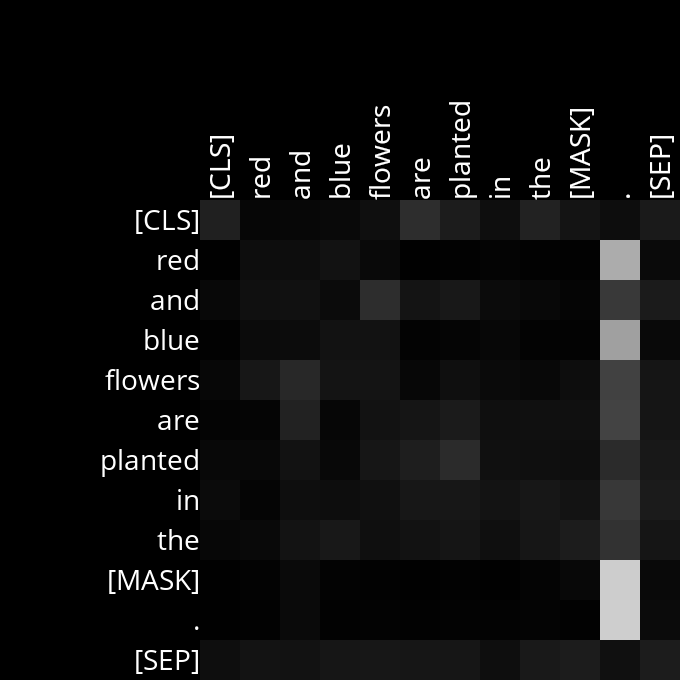 [CLS] red and blue flowers are planted in the [MASK] . [SEP]
[CLS]
red
and
blue
flowers
are
planted
in
the
[MASK]
.
[SEP]